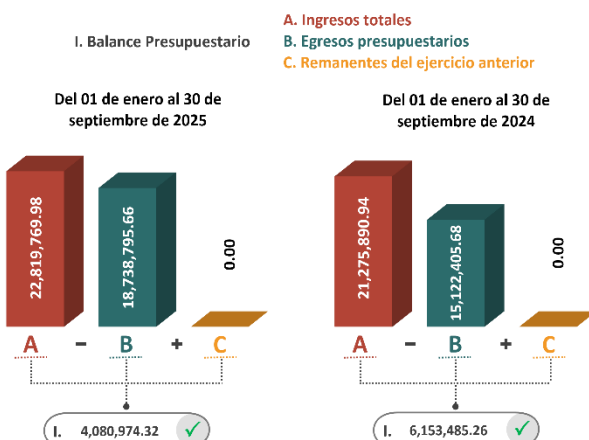 I. Balance Presupuestario
A. Ingresos totales
B. Egresos presupuestarios
C. Remanentes del ejercicio anterior
Del 01 de enero al 30 de
septiembre de 2025
22,819,769.98
18,738,795.66
0.00
A - B + C
I. 4,080,974.32
Del 01 de enero al 30 de
septiembre de 2024
21,275,890.94
15,122,405.68
0.00
A - B + C
I. 6,153,485.26